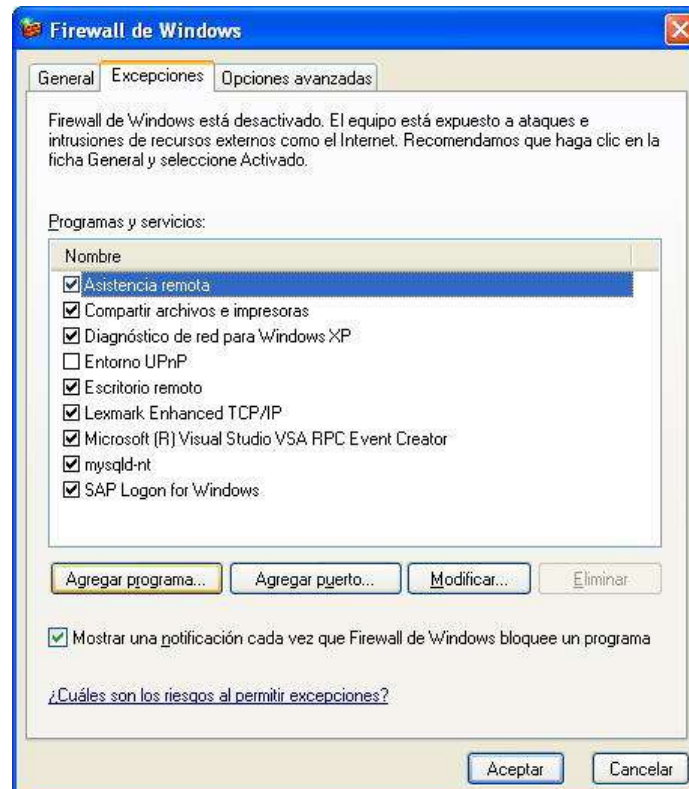 Firewall de Windows
General
Excepciones
Opciones avanzadas
Firewall de Windows está desactivado. El equipo está expuesto a ataques e
intrusiones de recursos externos como el Internet. Recomendamos que haga clic en la
ficha General y seleccione Activado.
Programas y servicios:
Nombre
Asistencia remota
Compartir archivos e impresoras
Diagnóstico de red para Windows XP
Entorno UPnP
Escritorio remoto
Lexmark Enhanced TCP/IP
Microsoft (R) Visual Studio VSA RPC Event Creator
mysqld-nt
SAP Logon for Windows
Agregar programa...
Agregar puerto...
Modificar...
Eliminar
Mostrar una notificación cada vez que Firewall de Windows bloquee un programa
¿Cuáles son los riesgos al permitir excepciones?
Aceptar
Cancelar